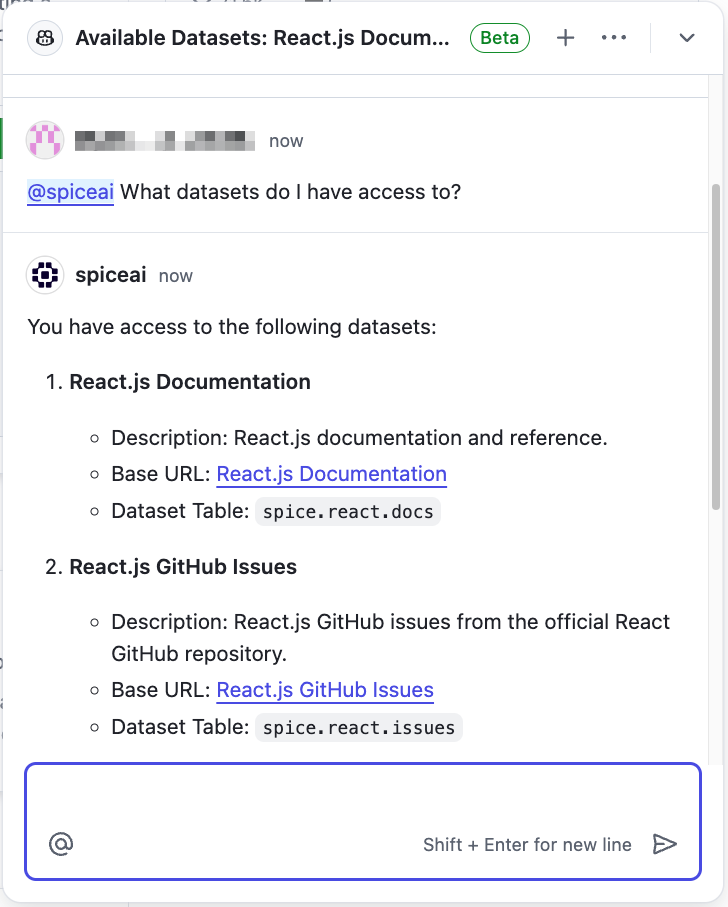 Available Datasets: React.js Docum...
Beta
now
@spiceai What datasets do I have access to?
spiceai now
You have access to the following datasets:
1. React.js Documentation
Description: React.js documentation and reference.
Base URL: React.js Documentation
Dataset Table: spice.react.docs
2. React.js GitHub Issues
Description: React.js GitHub issues from the official React
GitHub repository.
Base URL: React.js GitHub Issues
Dataset Table: spice.react.issues
Shift + Enter for new line